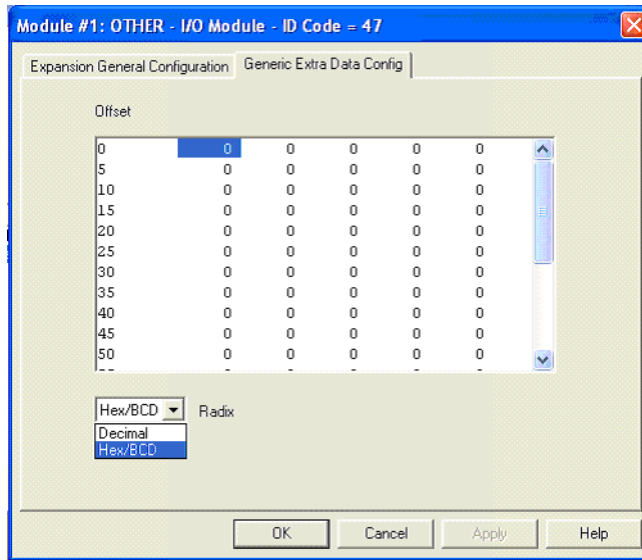 Module #1: OTHER - I/O Module - ID Code = 47
Expansion General Configuration Generic Extra Data Config
Offset
0 0 0 0 0 0
5 0 0 0 0 0
10 0 0 0 0 0
15 0 0 0 0 0
20 0 0 0 0 0
25 0 0 0 0 0
30 0 0 0 0 0
35 0 0 0 0 0
40 0 0 0 0 0
45 0 0 0 0 0
50 0 0 0 0 0
Hex/BCD Radix
Decimal
Hex/BCD
OK Cancel Apply Help